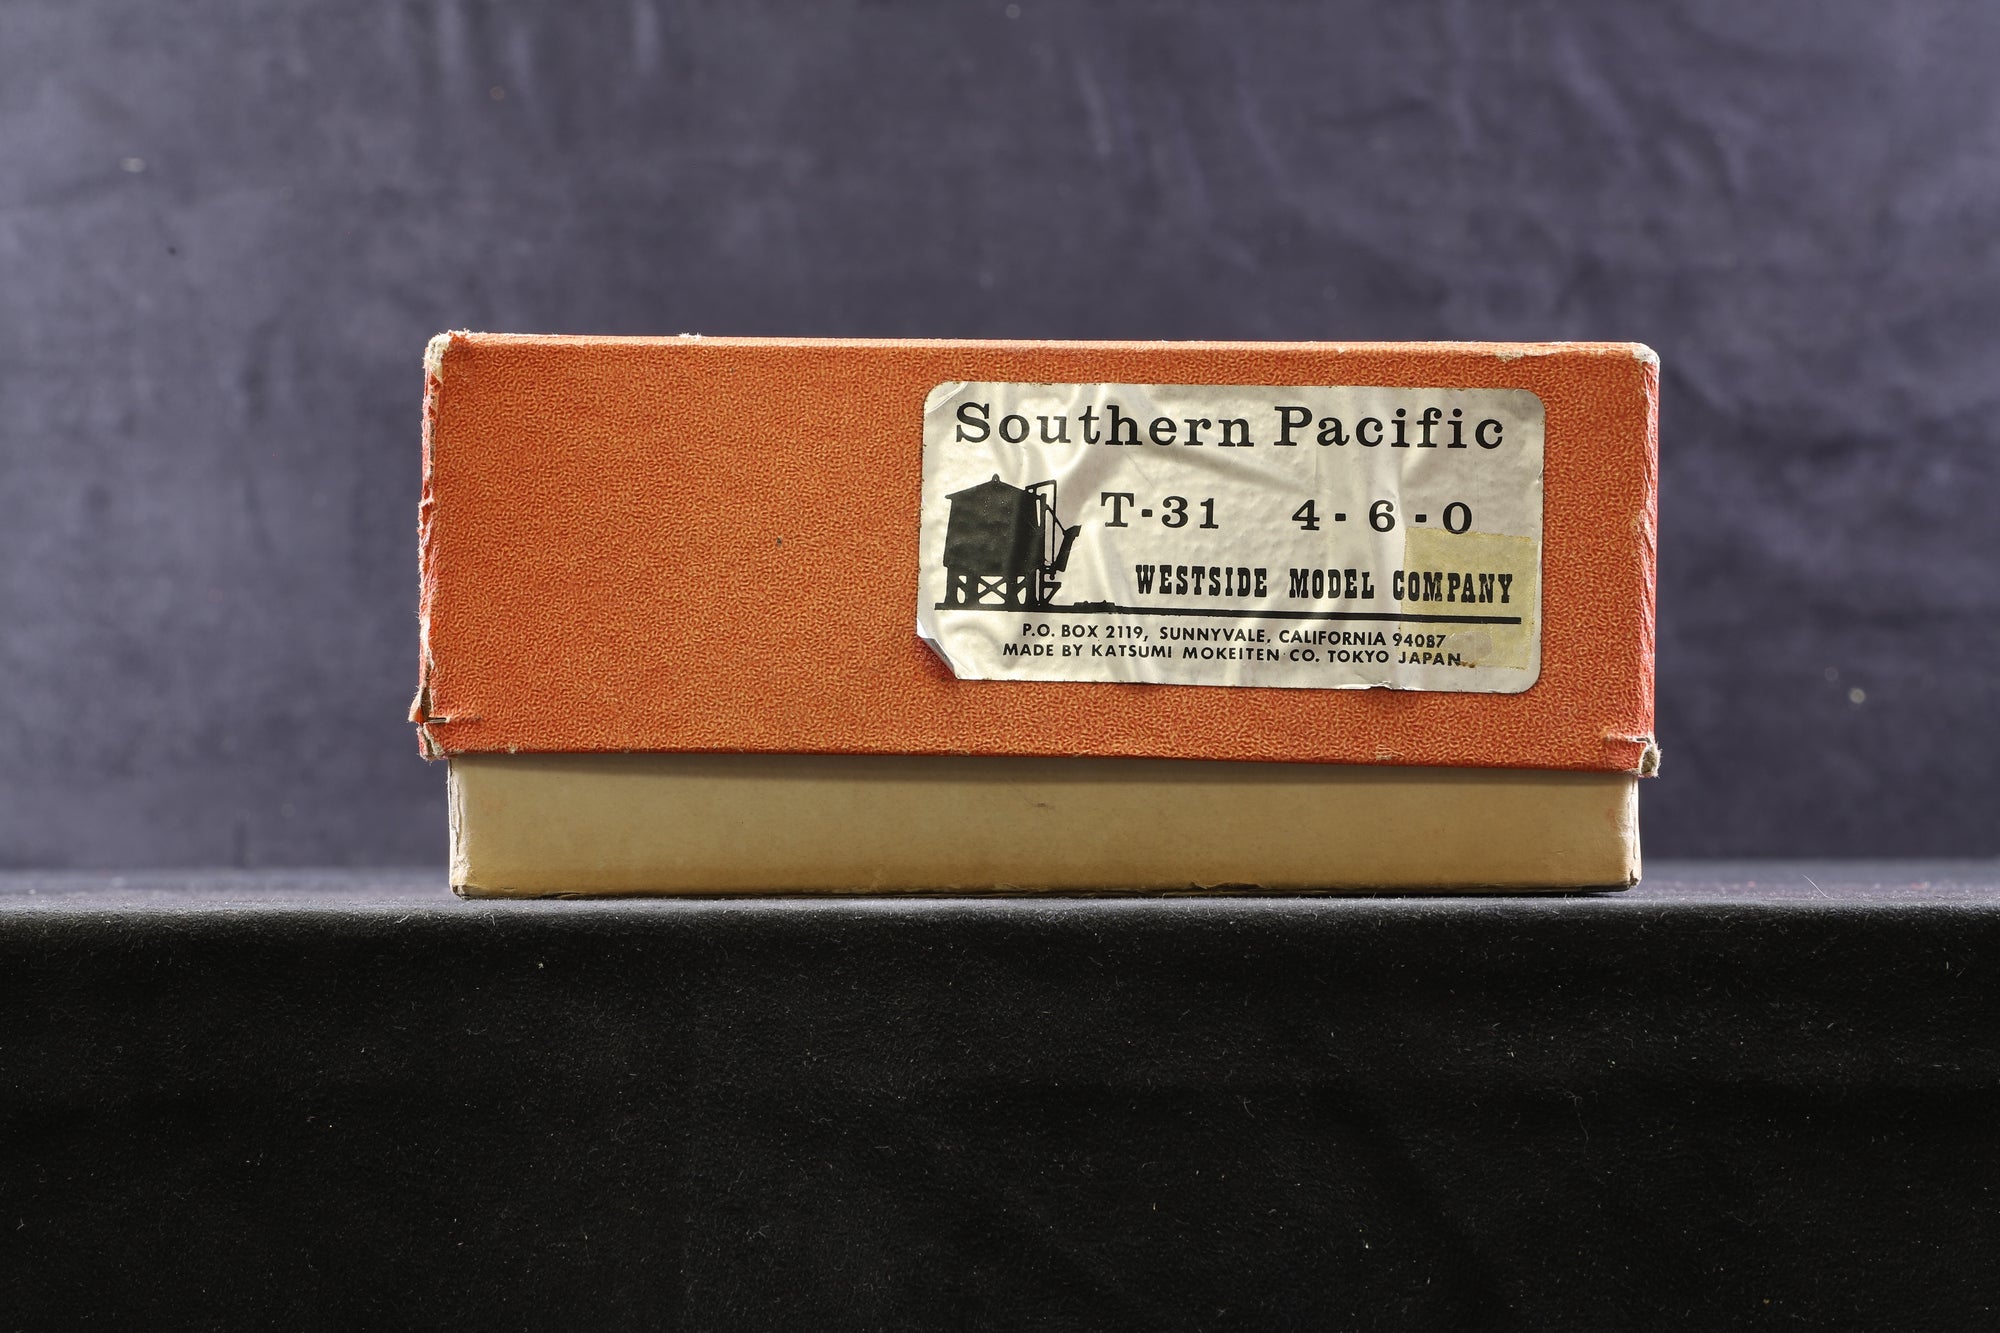 Southern Pacific
T-31 4-6-0
WESTSIDE MODEL COMPANY
P.O. BOX 2119, SUNNYVALE, CALIFORNIA 94087
MADE BY KATSUMI MOKEITEN CO. TOKYO JAPAN